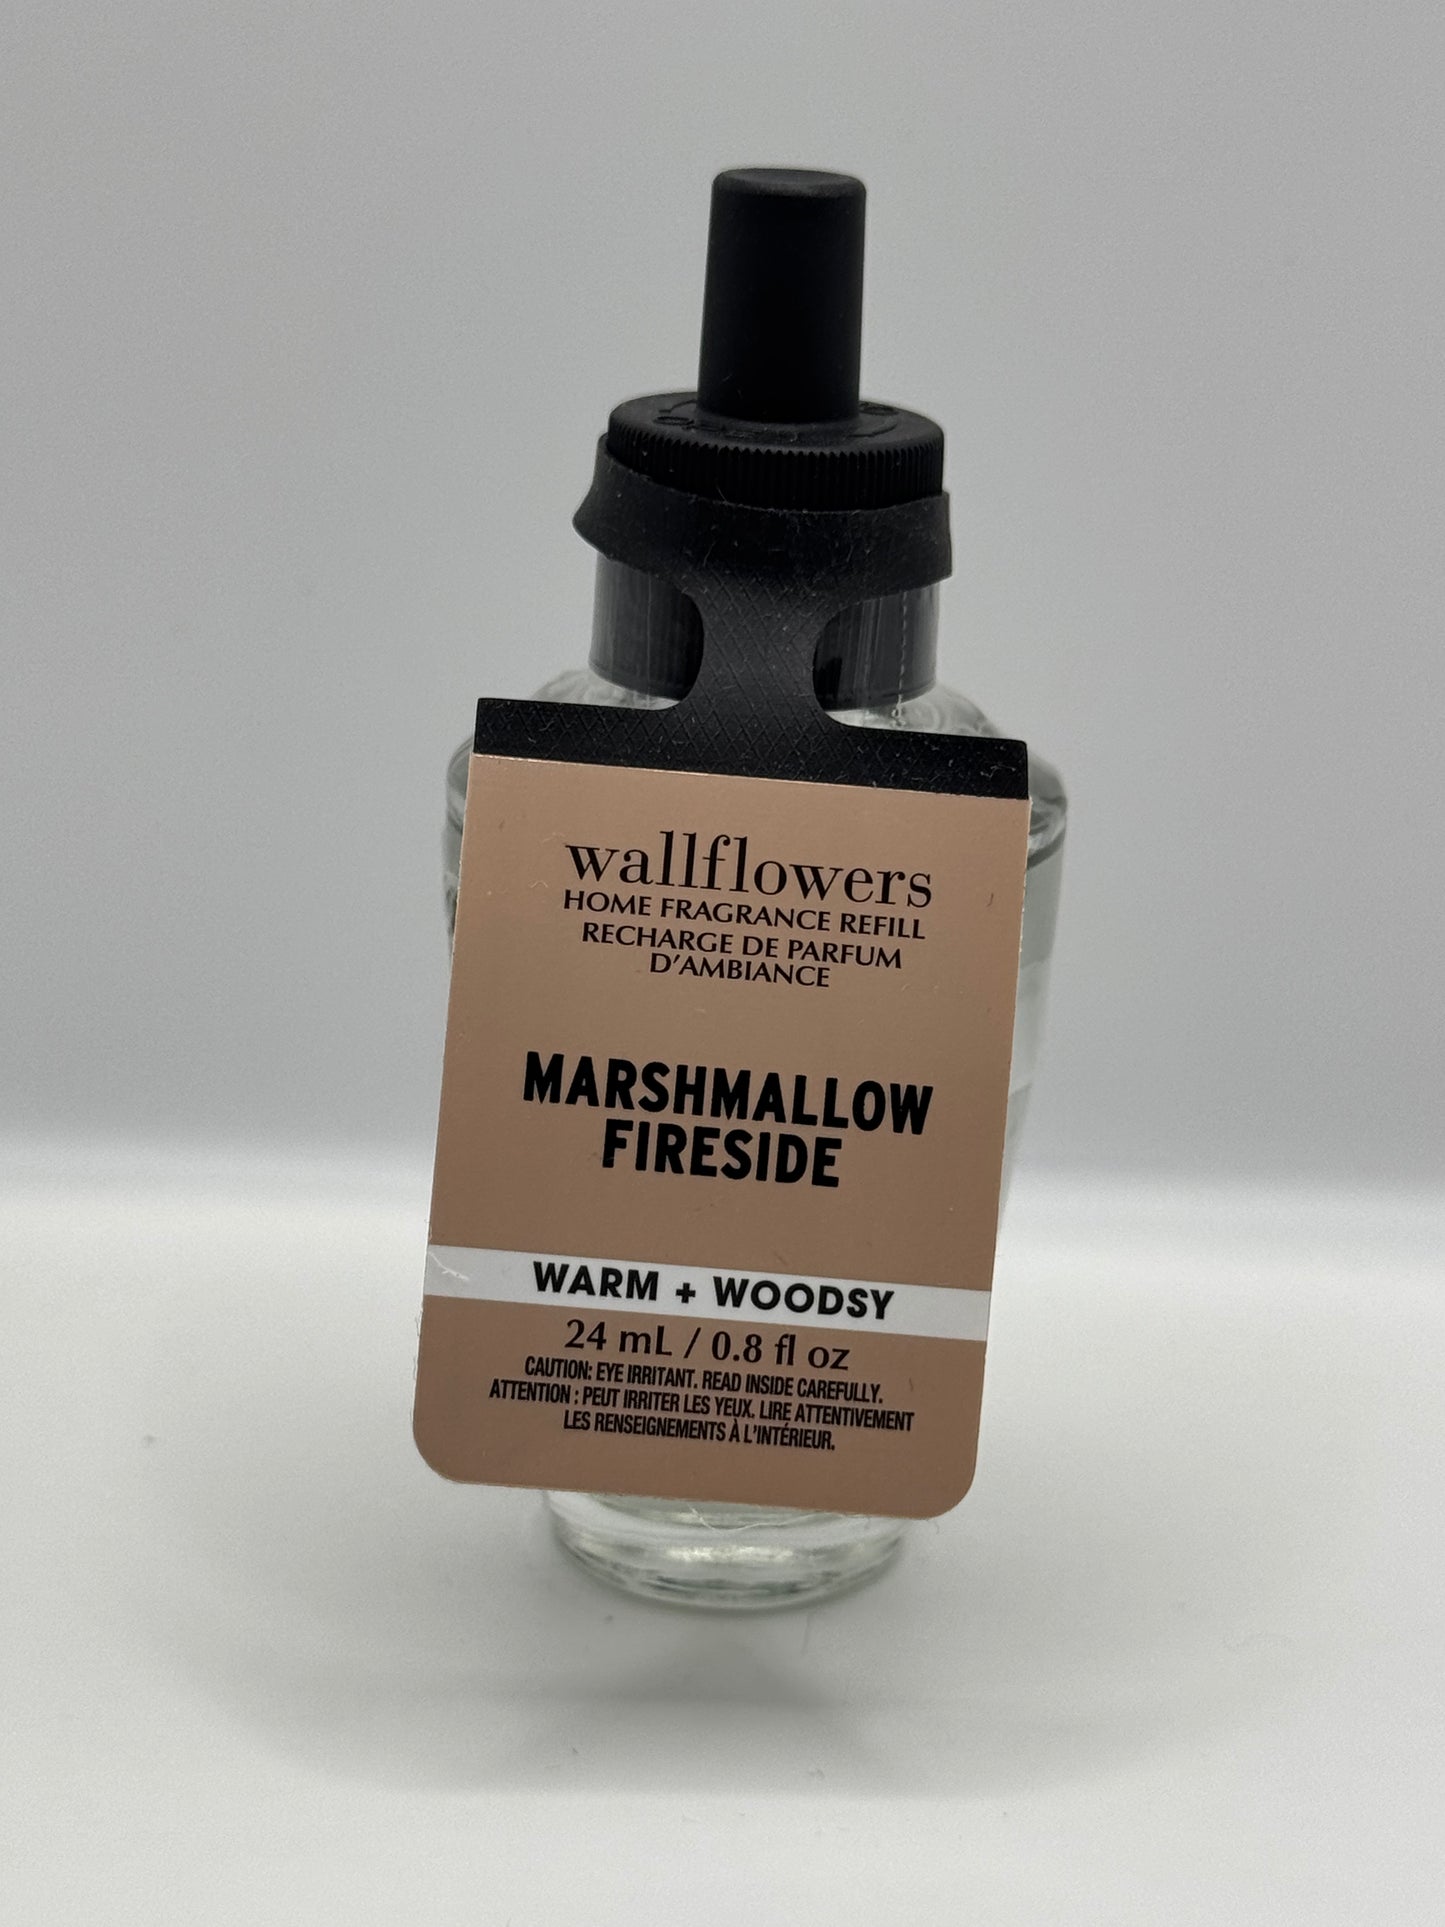 wallflowers
HOME FRAGRANCE REFILL
RECHARGE DE PARFUM
D'AMBIANCE
MARSHMALLOW
FIRESIDE
WARM + WOODSY
24 mL / 0.8 fl oz
CAUTION: EYE IRRITANT. READ INSIDE CAREFULLY.
ATTENTION : PEUT IRRITER LES YEUX. LIRE ATTENTIVEMENT
LES RENSEIGNEMENTS À L'INTÉRIEUR.